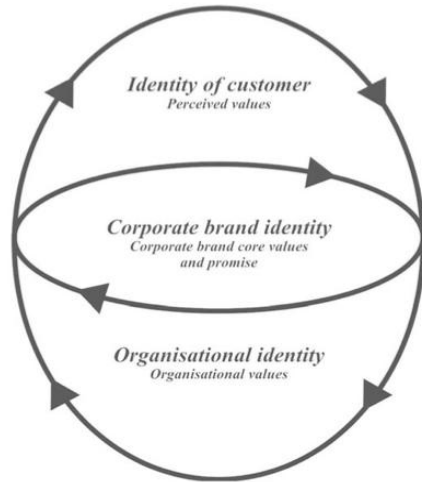 Identity of customer
Perceived values
Corporate brand identity
Corporate brand core values
and promise
Organisational identity
Organisational values